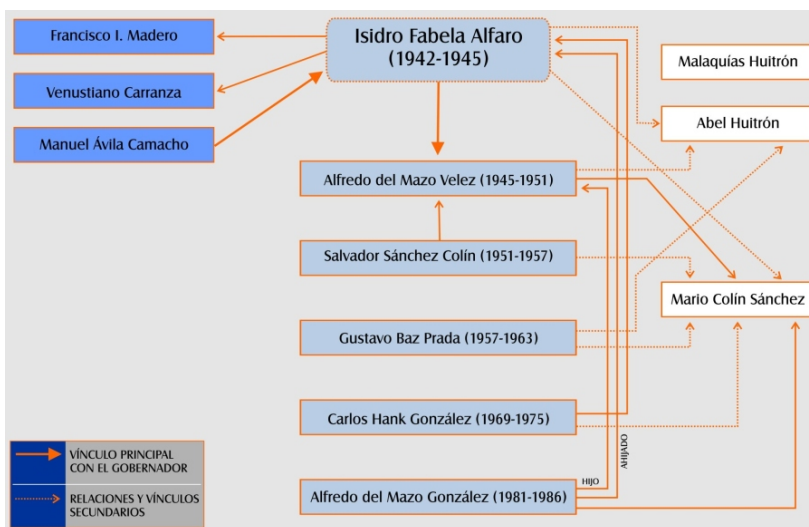 Francisco I. Madero
Venustiano Carranza
Manuel Ávila Camacho
Isidro Fabela Alfaro
(1942-1945)
Malaquías Huitrón
Abel Huitrón
Alfredo del Mazo Velez (1945-1951)
Salvador Sánchez Colín (1951-1957)
Mario Colín Sánchez
Gustavo Baz Prada (1957-1963)
Carlos Hank González (1969-1975)
Alfredo del Mazo González (1981-1986)
HIJO
AHIJADO
VÍNCULO PRINCIPAL
CON EL GOBERNADOR
RELACIONES Y VÍNCULOS
SECUNDARIOS